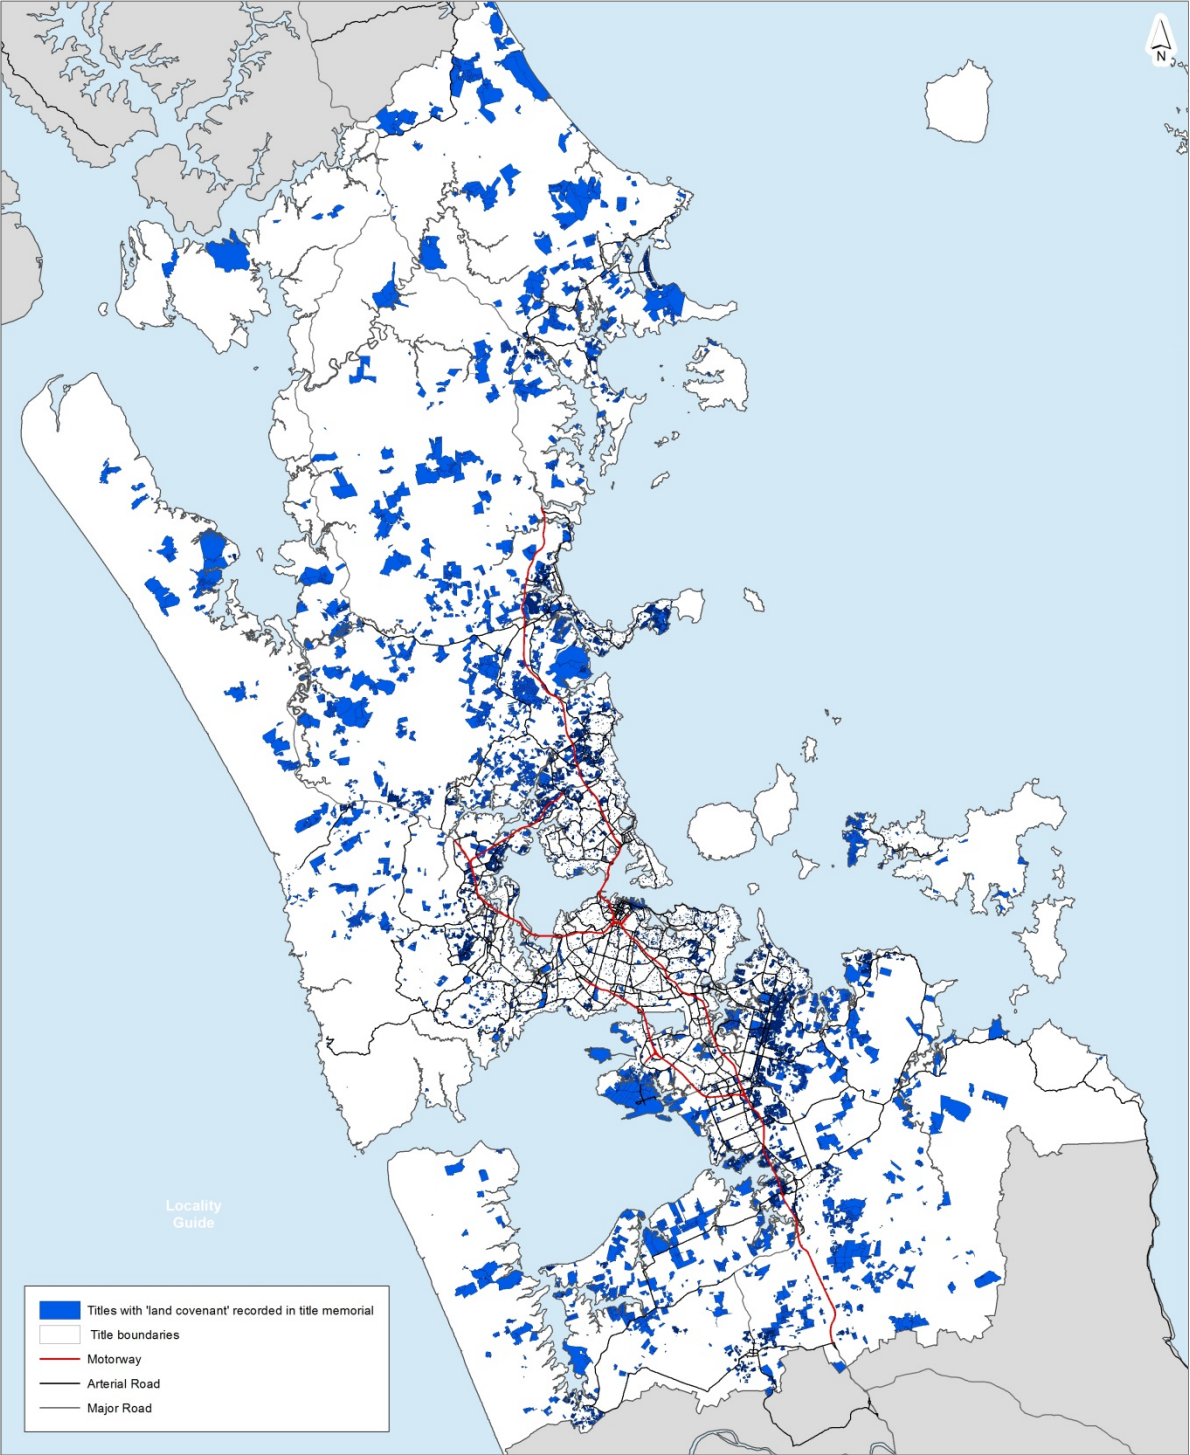 N
Locality
Guide
Titles with 'land covenant' recorded in title memorial
Title boundaries
Motorway
Arterial Road
Major Road